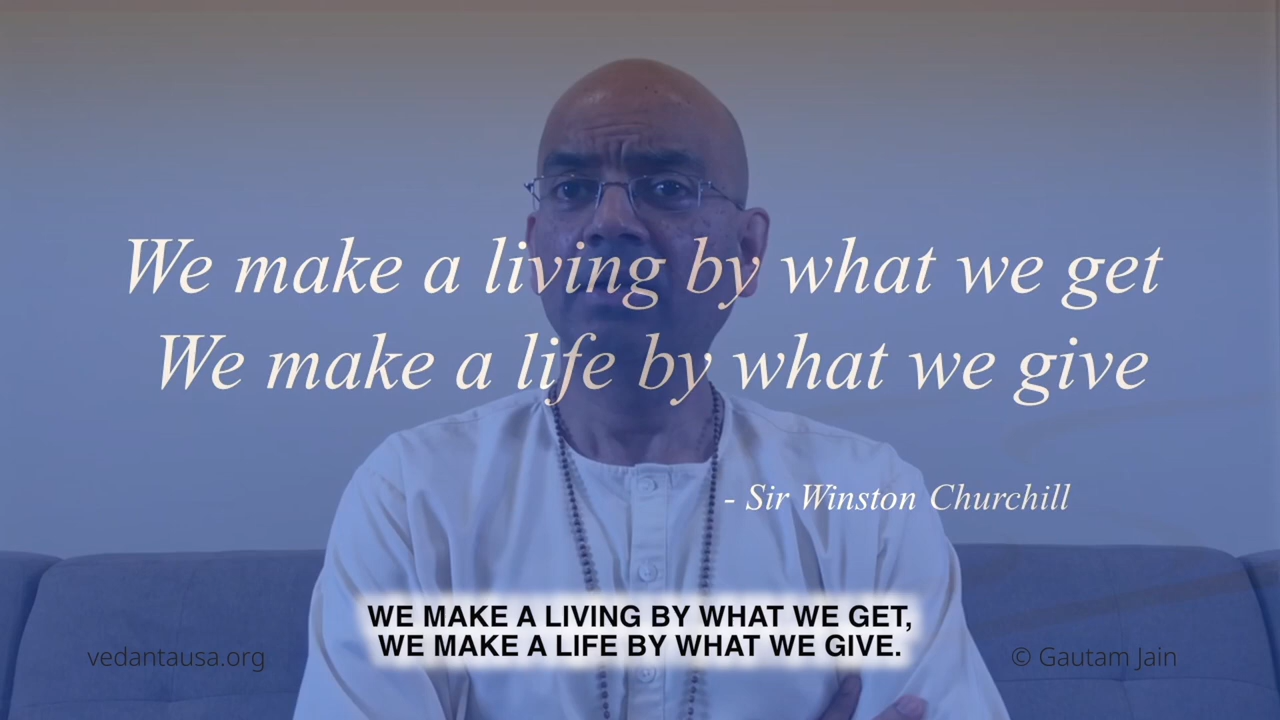 We make a living by what we get
We make a life by what we give
- Sir Winston Churchill
WE MAKE A LIVING BY WHAT WE GET,
WE MAKE A LIFE BY WHAT WE GIVE.
vedantausa.org
© Gautam Jain